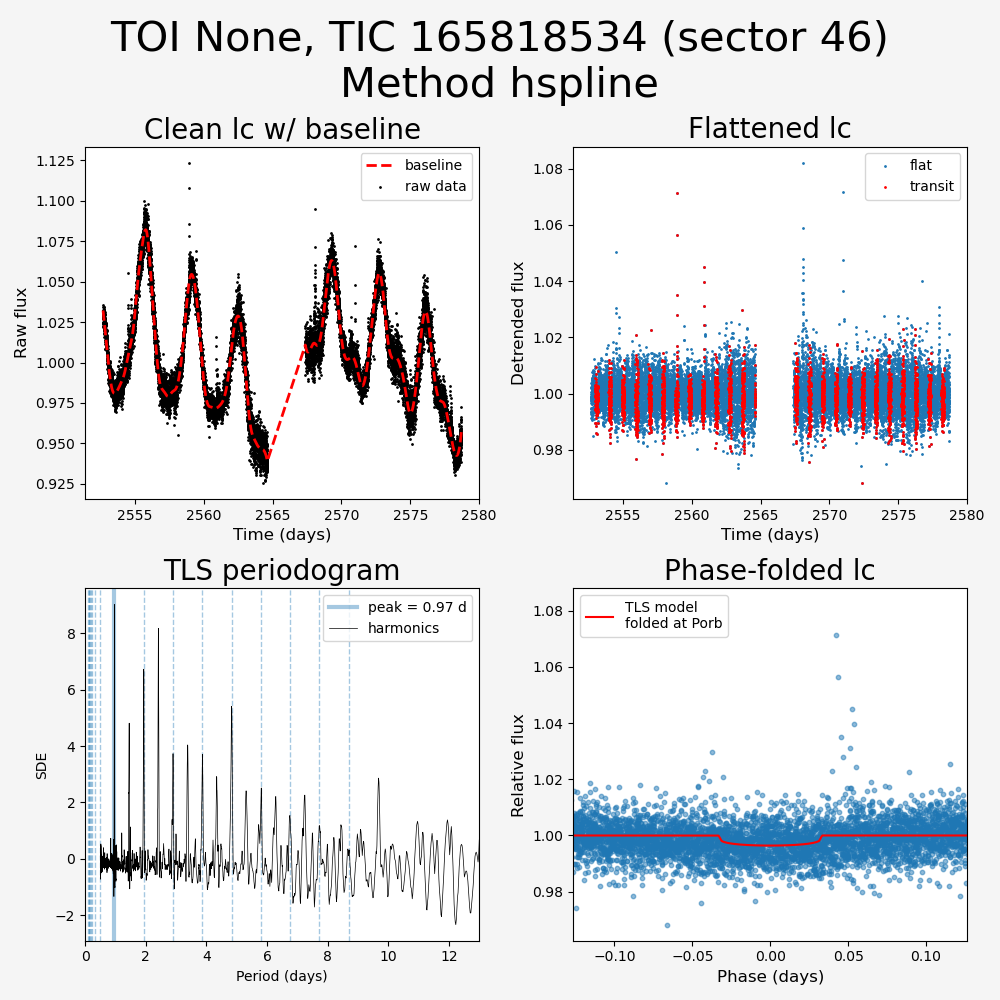 TOI None, TIC 165818534 (sector 46)
Method hspline
Clean lc w/ baseline
Flattened lc
baseline
raw data
flat
transit
1.125
1.100
1.075
1.050
1.025
1.000
0.975
0.950
0.925
Raw flux
2555
2560
2565
2570
2575
2580
Time (days)
1.08
1.06
1.04
1.02
1.00
0.98
Detrended flux
2555
2560
2565
2570
2575
2580
Time (days)
TLS periodogram
Phase-folded lc
peak = 0.97 d
harmonics
8
6
4
2
0
−2
SDE
0
2
4
6
8
10
12
Period (days)
TLS model
folded at Porb
1.08
1.06
1.04
1.02
1.00
0.98
Relative flux
−0.10
−0.05
0.00
0.05
0.10
Phase (days)